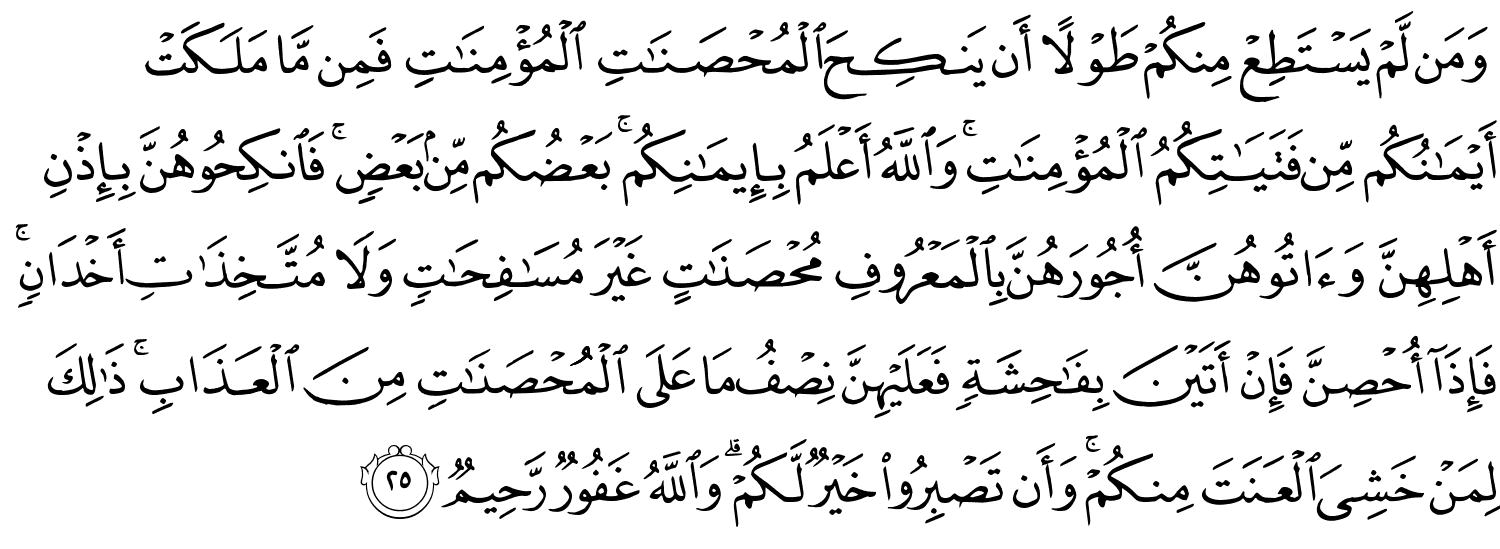 وَمَن لَّمْ يَسْتَطِعْ مِنكُمْ طَوْلًا أَن يَنكِحَ ٱلْمُحْصَنَـٰتِ ٱلْمُؤْمِنَـٰتِ فَمِن مَّا مَلَكَتْ
أَيْمَـٰنُكُم مِّن فَتَيَـٰتِكُمُ ٱلْمُؤْمِنَـٰتِ ۚ وَٱللَّهُ أَعْلَمُ بِإِيمَـٰنِكُم ۚ بَعْضُكُم مِّنۢ بَعْضٍ ۚ فَٱنكِحُوهُنَّ بِإِذْنِ
أَهْلِهِنَّ وَءَاتُوهُنَّ أُجُورَهُنَّ بِٱلْمَعْرُوفِ مُحْصَنَـٰتٍ غَيْرَ مُسَـٰفِحَـٰتٍ وَلَا مُتَّخِذَٰتِ أَخْدَانٍ ۚ
فَإِذَآ أُحْصِنَّ فَإِنْ أَتَيْنَ بِفَـٰحِشَةٍ فَعَلَيْهِنَّ نِصْفُ مَا عَلَى ٱلْمُحْصَنَـٰتِ مِنَ ٱلْعَذَابِ ۚ ذَٰلِكَ
لِمَنْ خَشِىَ ٱلْعَنَتَ مِنكُمْ ۚ وَأَن تَصْبِرُوا۟ خَيْرٌ لَّكُمْ ۗ وَٱللَّهُ غَفُورٌ رَّحِيمٌ ٢٥